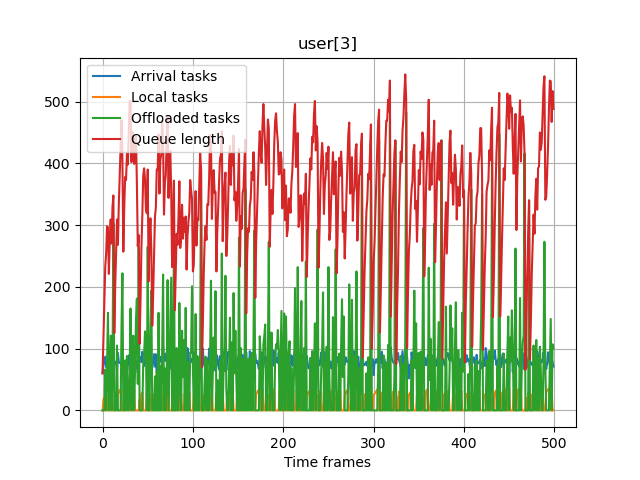 user[3]
Arrival tasks
Local tasks
Offloaded tasks
Queue length
500
400
300
200
100
0
0 100 200 300 400 500
Time frames